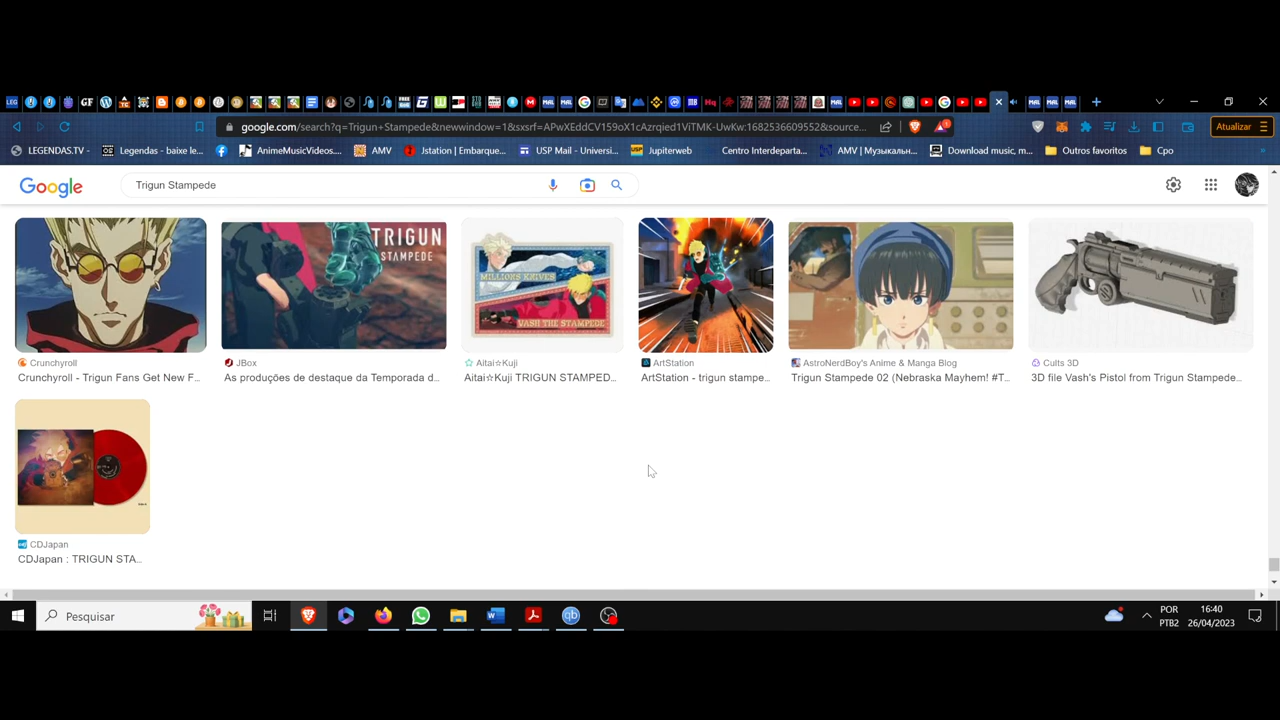 google.com/search?q=Trigun+Stampede&newwindow=1&sxsrf=APwXEddCV159oX1cAzrqied1ViTMK-UwKw:1682536609552&source...
Atualizar
LEGENDAS.TV -
Legendas - baixe le...
AnimeMusicVideos....
AMV
Jstation | Embarque...
USP Mail - Universi...
Jupiterweb
Centro Interdeparta...
AMV | Музыкальн...
Download music, m...
Outros favoritos
Cpo
Google
Trigun Stampede
TRIGUN
STAMPEDE
MILLIONS KNIVES
VASH THE STAMPEDE
Crunchyroll
JBox
Aitai☆Kuji
ArtStation
AstroNerdBoy's Anime & Manga Blog
Cults 3D
Crunchyroll - Trigun Fans Get New F...
As produções de destaque da Temporada d...
Aitai☆Kuji TRIGUN STAMPED...
ArtStation - trigun stampe...
Trigun Stampede 02 (Nebraska Mayhem! #T...
3D file Vash's Pistol from Trigun Stampede...
CDJapan
CDJapan : TRIGUN STA...
Pesquisar
POR
PTB2
16:40
26/04/2023